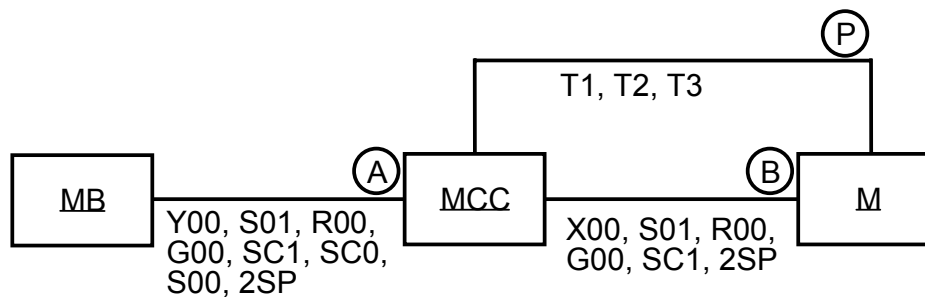 P
T1, T2, T3
A
B
MB
MCC
M
Y00, S01, R00,
G00, SC1, SC0,
S00, 2SP
X00, S01, R00,
G00, SC1, 2SP